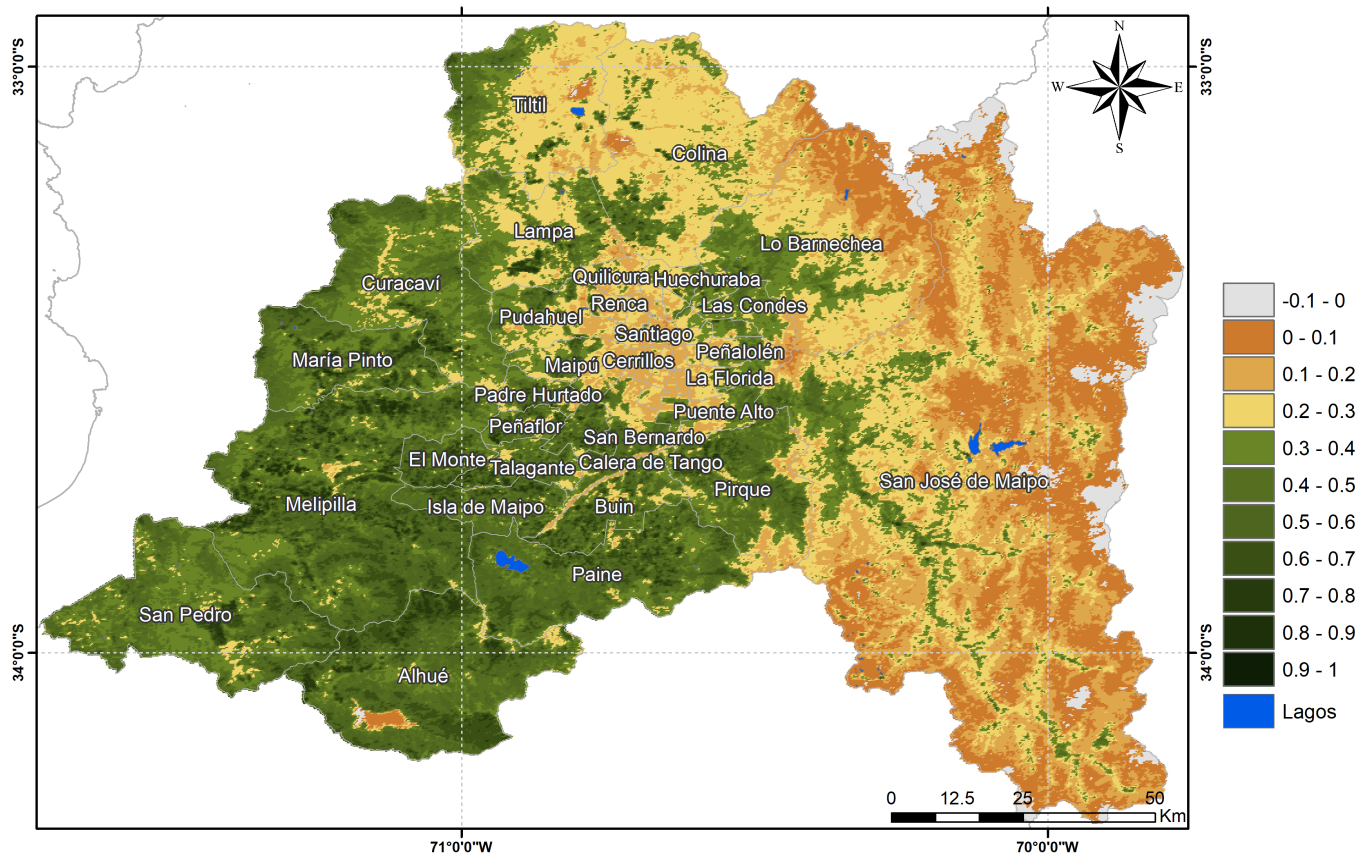 33°0'0"S
33°0'0"S
N
W
E
S
Tiltil
Colina
Lampa
Lo Barnechea
Curacaví
Quilicura
Huechuraba
Renca
Las Condes
Pudahuel
Santiago
María Pinto
Peñalolén
Maipú
Cerrillos
La Florida
Padre Hurtado
Puente Alto
Peñaflor
San Bernardo
El Monte
Talagante
Calera de Tango
San José de Maipo
Pirque
Melipilla
Isla de Maipo
Buin
Paine
San Pedro
Alhué
34°0'0"S
34°0'0"S
0 12.5 25 50
Km
71°0'0"W
70°0'0"W
-0.1 - 0
0 - 0.1
0.1 - 0.2
0.2 - 0.3
0.3 - 0.4
0.4 - 0.5
0.5 - 0.6
0.6 - 0.7
0.7 - 0.8
0.8 - 0.9
0.9 - 1
Lagos